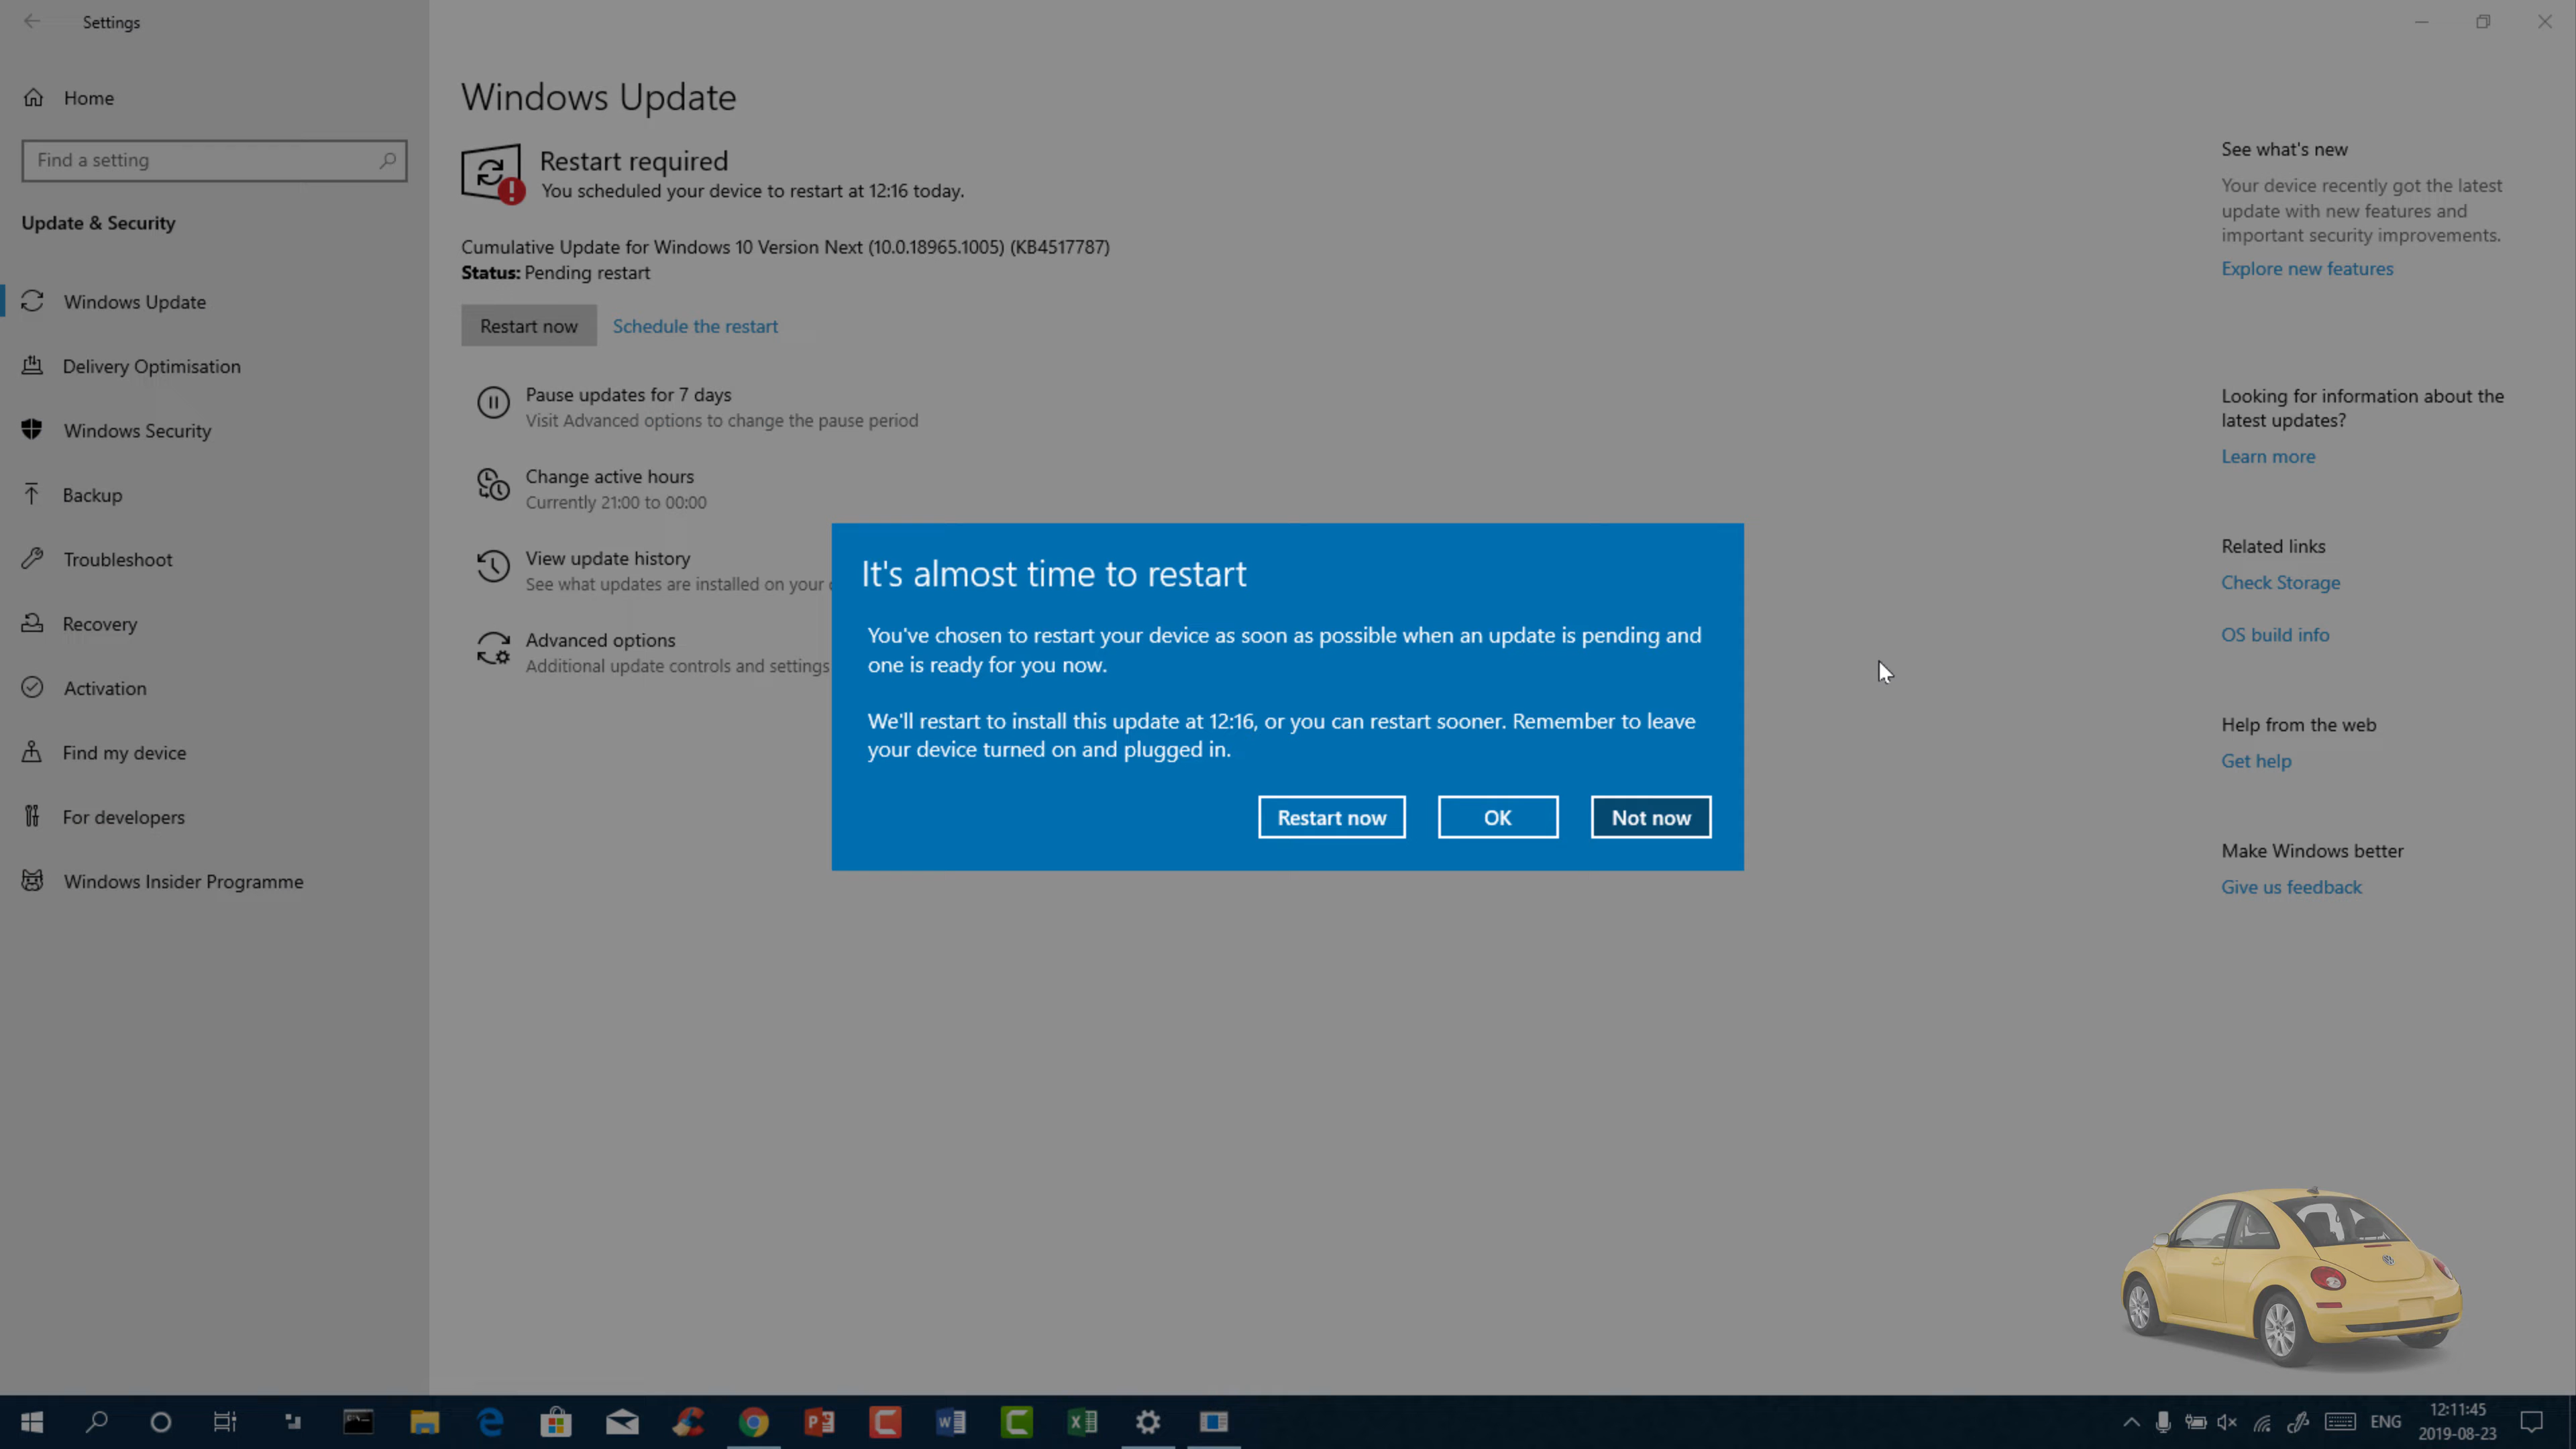 Settings
Home
Find a setting
Update & Security
Windows Update
Delivery Optimisation
Windows Security
Backup
Troubleshoot
Recovery
Activation
Find my device
For developers
Windows Insider Programme
Windows Update
Restart required
You scheduled your device to restart at 12:16 today.
Cumulative Update for Windows 10 Version Next (10.0.18965.1005) (KB4517787)
Status: Pending restart
Restart now
Schedule the restart
Pause updates for 7 days
Visit Advanced options to change the pause period
Change active hours
Currently 21:00 to 00:00
View update history
See what updates are installed on your
Advanced options
Additional update controls and settings
It's almost time to restart
You've chosen to restart your device as soon as possible when an update is pending and
one is ready for you now.
We'll restart to install this update at 12:16, or you can restart sooner. Remember to leave
your device turned on and plugged in.
Restart now
OK
Not now
See what's new
Your device recently got the latest
update with new features and
important security improvements.
Explore new features
Looking for information about the
latest updates?
Learn more
Related links
Check Storage
OS build info
Help from the web
Get help
Make Windows better
Give us feedback
ENG
12:11:45
2019-08-23